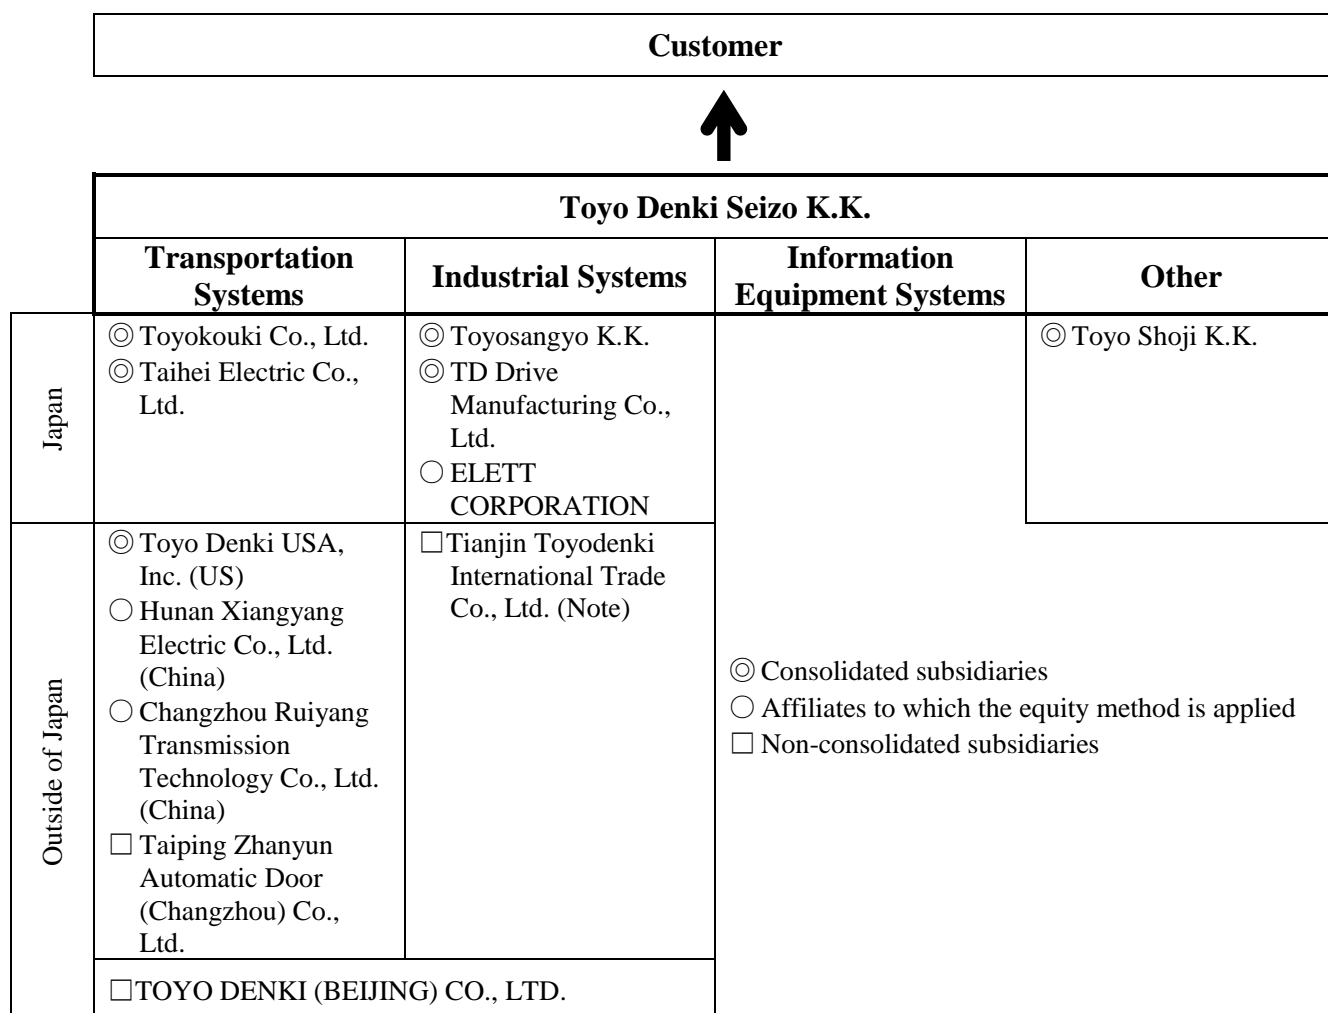 Customer
Toyo Denki Seizo K.K.
Transportation
Systems
Industrial Systems
Information
Equipment Systems
Other
Japan
◎ Toyokouki Co., Ltd.
◎ Taihei Electric Co.,
Ltd.
◎ Toyosangyo K.K.
◎ TD Drive
Manufacturing Co.,
Ltd.
○ ELETT
CORPORATION
◎ Toyo Shoji K.K.
Outside of Japan
◎ Toyo Denki USA,
Inc. (US)
○ Hunan Xiangyang
Electric Co., Ltd.
(China)
○ Changzhou Ruiyang
Transmission
Technology Co., Ltd.
(China)
□ Taiping Zhanyun
Automatic Door
(Changzhou) Co.,
Ltd.
□Tianjin Toyodenki
International Trade
Co., Ltd. (Note)
□TOYO DENKI (BEIJING) CO., LTD.
◎ Consolidated subsidiaries
○ Affiliates to which the equity method is applied
□ Non-consolidated subsidiaries